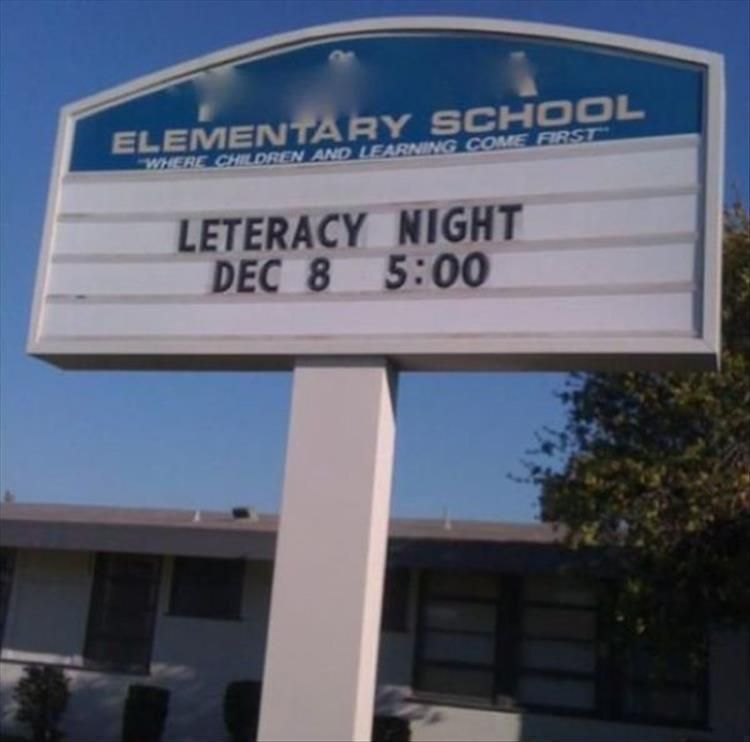 ELEMENTARY SCHOOL
"WHERE CHILDREN AND LEARNING COME FIRST"
LETERACY NIGHT
DEC 8 5:00